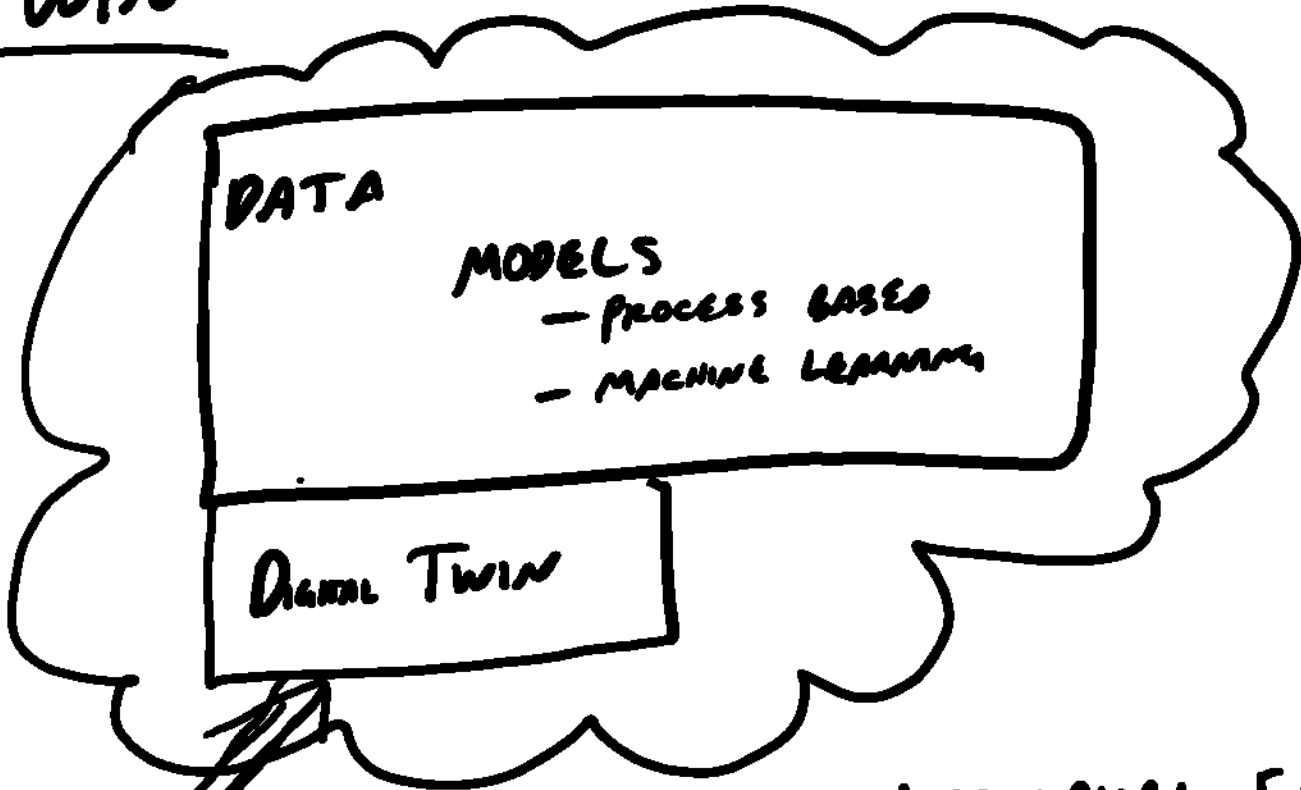 DATA
MODELS
- PROCESS BASED
- MACHINE LEARNING
DIGITAL TWIN